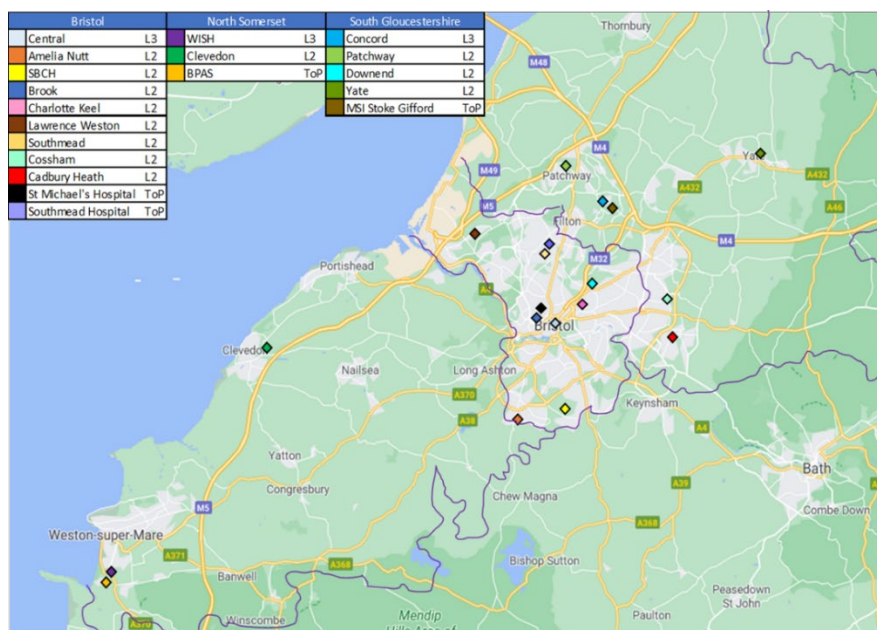 Bristol North Somerset South Gloucestershire
Central L3 WISH L3 Concord L3
Amelia Nutt L2 Clevedon L2 Patchway L2
SBCH L2 BPAS ToP Downend L2
Brook L2 Yate L2
Charlotte Keel L2 MSI Stoke Gifford ToP
Lawrence Weston L2
Southmead L2
Cossham L2
Cadbury Heath L2
St Michael's Hospital ToP
Southmead Hospital ToP
Thornbury
M48
M4
M49
Patchway
A432
A432
M5
A46
Filton
M4
Portishead
M32
Bristol
Clevedon
Nailsea
Long Ashton
A370
A38
Keynsham
A4
Yatton
Bath
Congresbury
A39
Chew Magna
M5
Combe Down
Weston-super-Mare
A368
A371
Banwell
A368
Bishop Sutton
Peasedown
St John
Winscombe
Mendip
Paulton
A370
Hills Area of